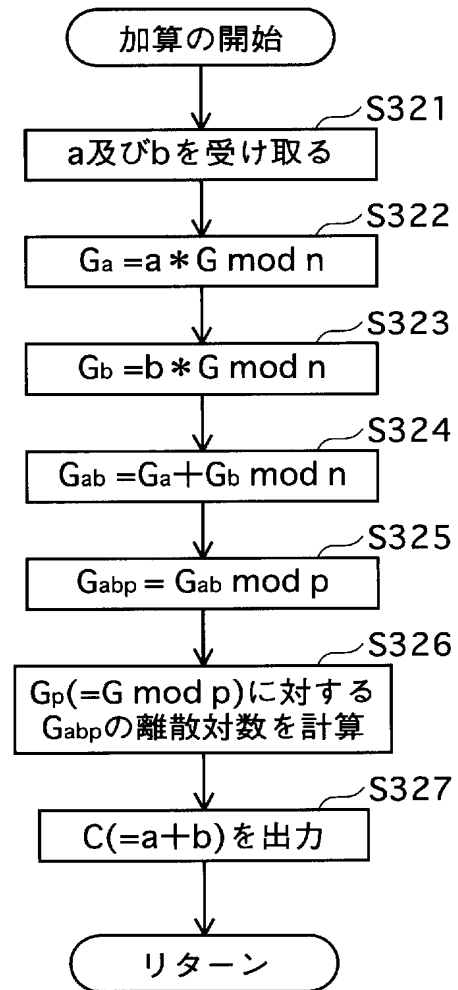 加算の開始
S321
a及びbを受け取る
S322
Ga =a＊G mod n
S323
Gb =b＊G mod n
S324
Gab =Ga＋Gb mod n
S325
Gabp = Gab mod p
S326
Gp(=G mod p)に対する
Gabpの離散対数を計算
S327
C(=a＋b)を出力
リターン